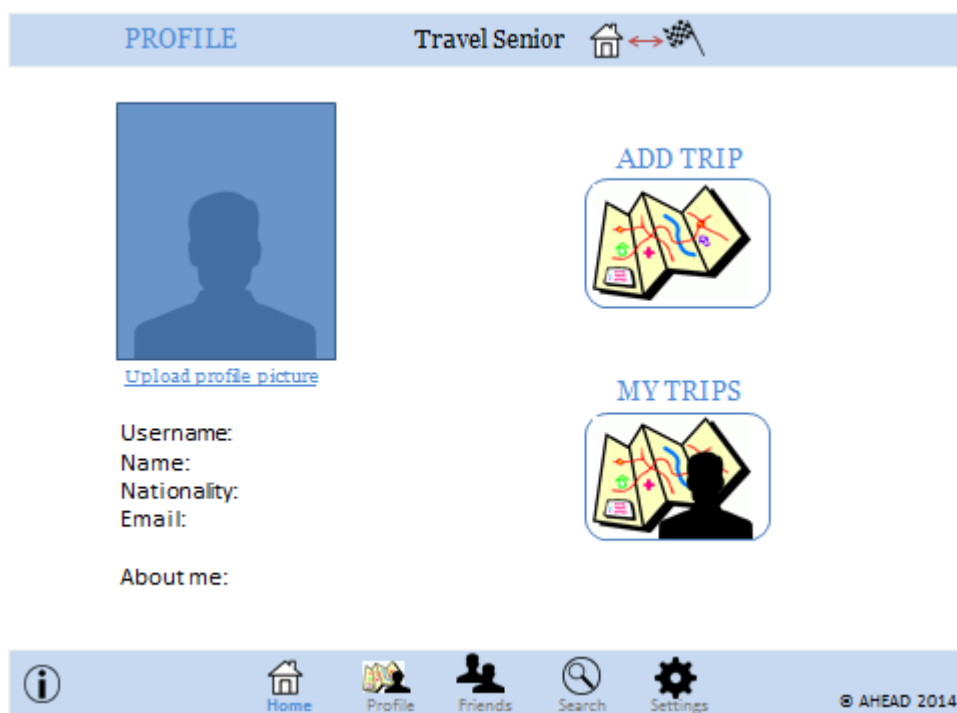 PROFILE
Travel Senior
ADD TRIP
Upload profile picture
MY TRIPS
Username:
Name:
Nationality:
Email:
About me:
i
Home
Profile
Friends
Search
Settings
© AHEAD 2014